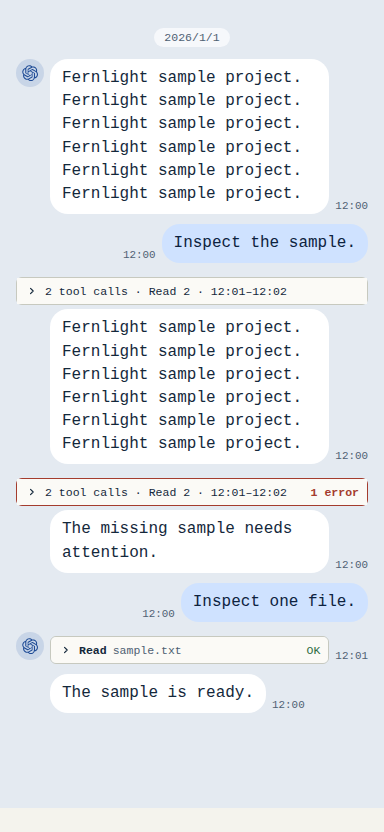 2026/1/1
Fernlight sample project.
Fernlight sample project.
Fernlight sample project.
Fernlight sample project.
Fernlight sample project.
Fernlight sample project.
12:00
Inspect the sample.
12:00
2 tool calls · Read 2 · 12:01–12:02
Fernlight sample project.
Fernlight sample project.
Fernlight sample project.
Fernlight sample project.
Fernlight sample project.
Fernlight sample project.
12:00
2 tool calls · Read 2 · 12:01–12:02 1 error
The missing sample needs
attention.
12:00
Inspect one file.
12:00
Read sample.txt OK
12:01
The sample is ready.
12:00